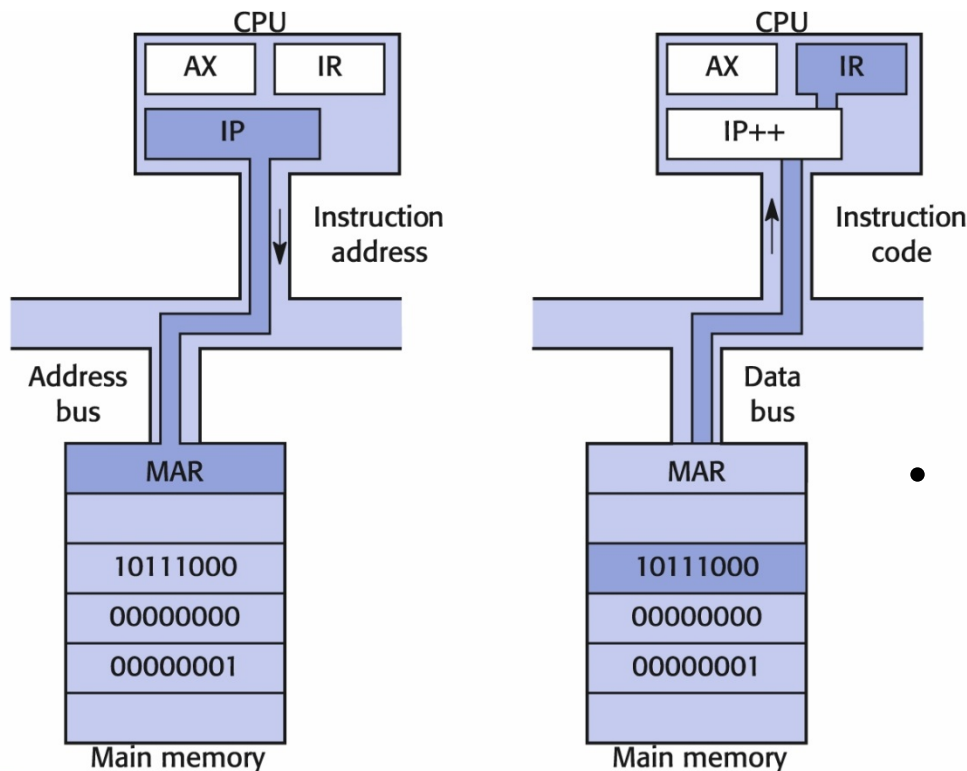 CPU
AX
IR
IP
Instruction
address
Address
bus
MAR
10111000
00000000
00000001
Main memory
CPU
AX
IR
IP++
Instruction
code
Data
bus
MAR
10111000
00000000
00000001
Main memory